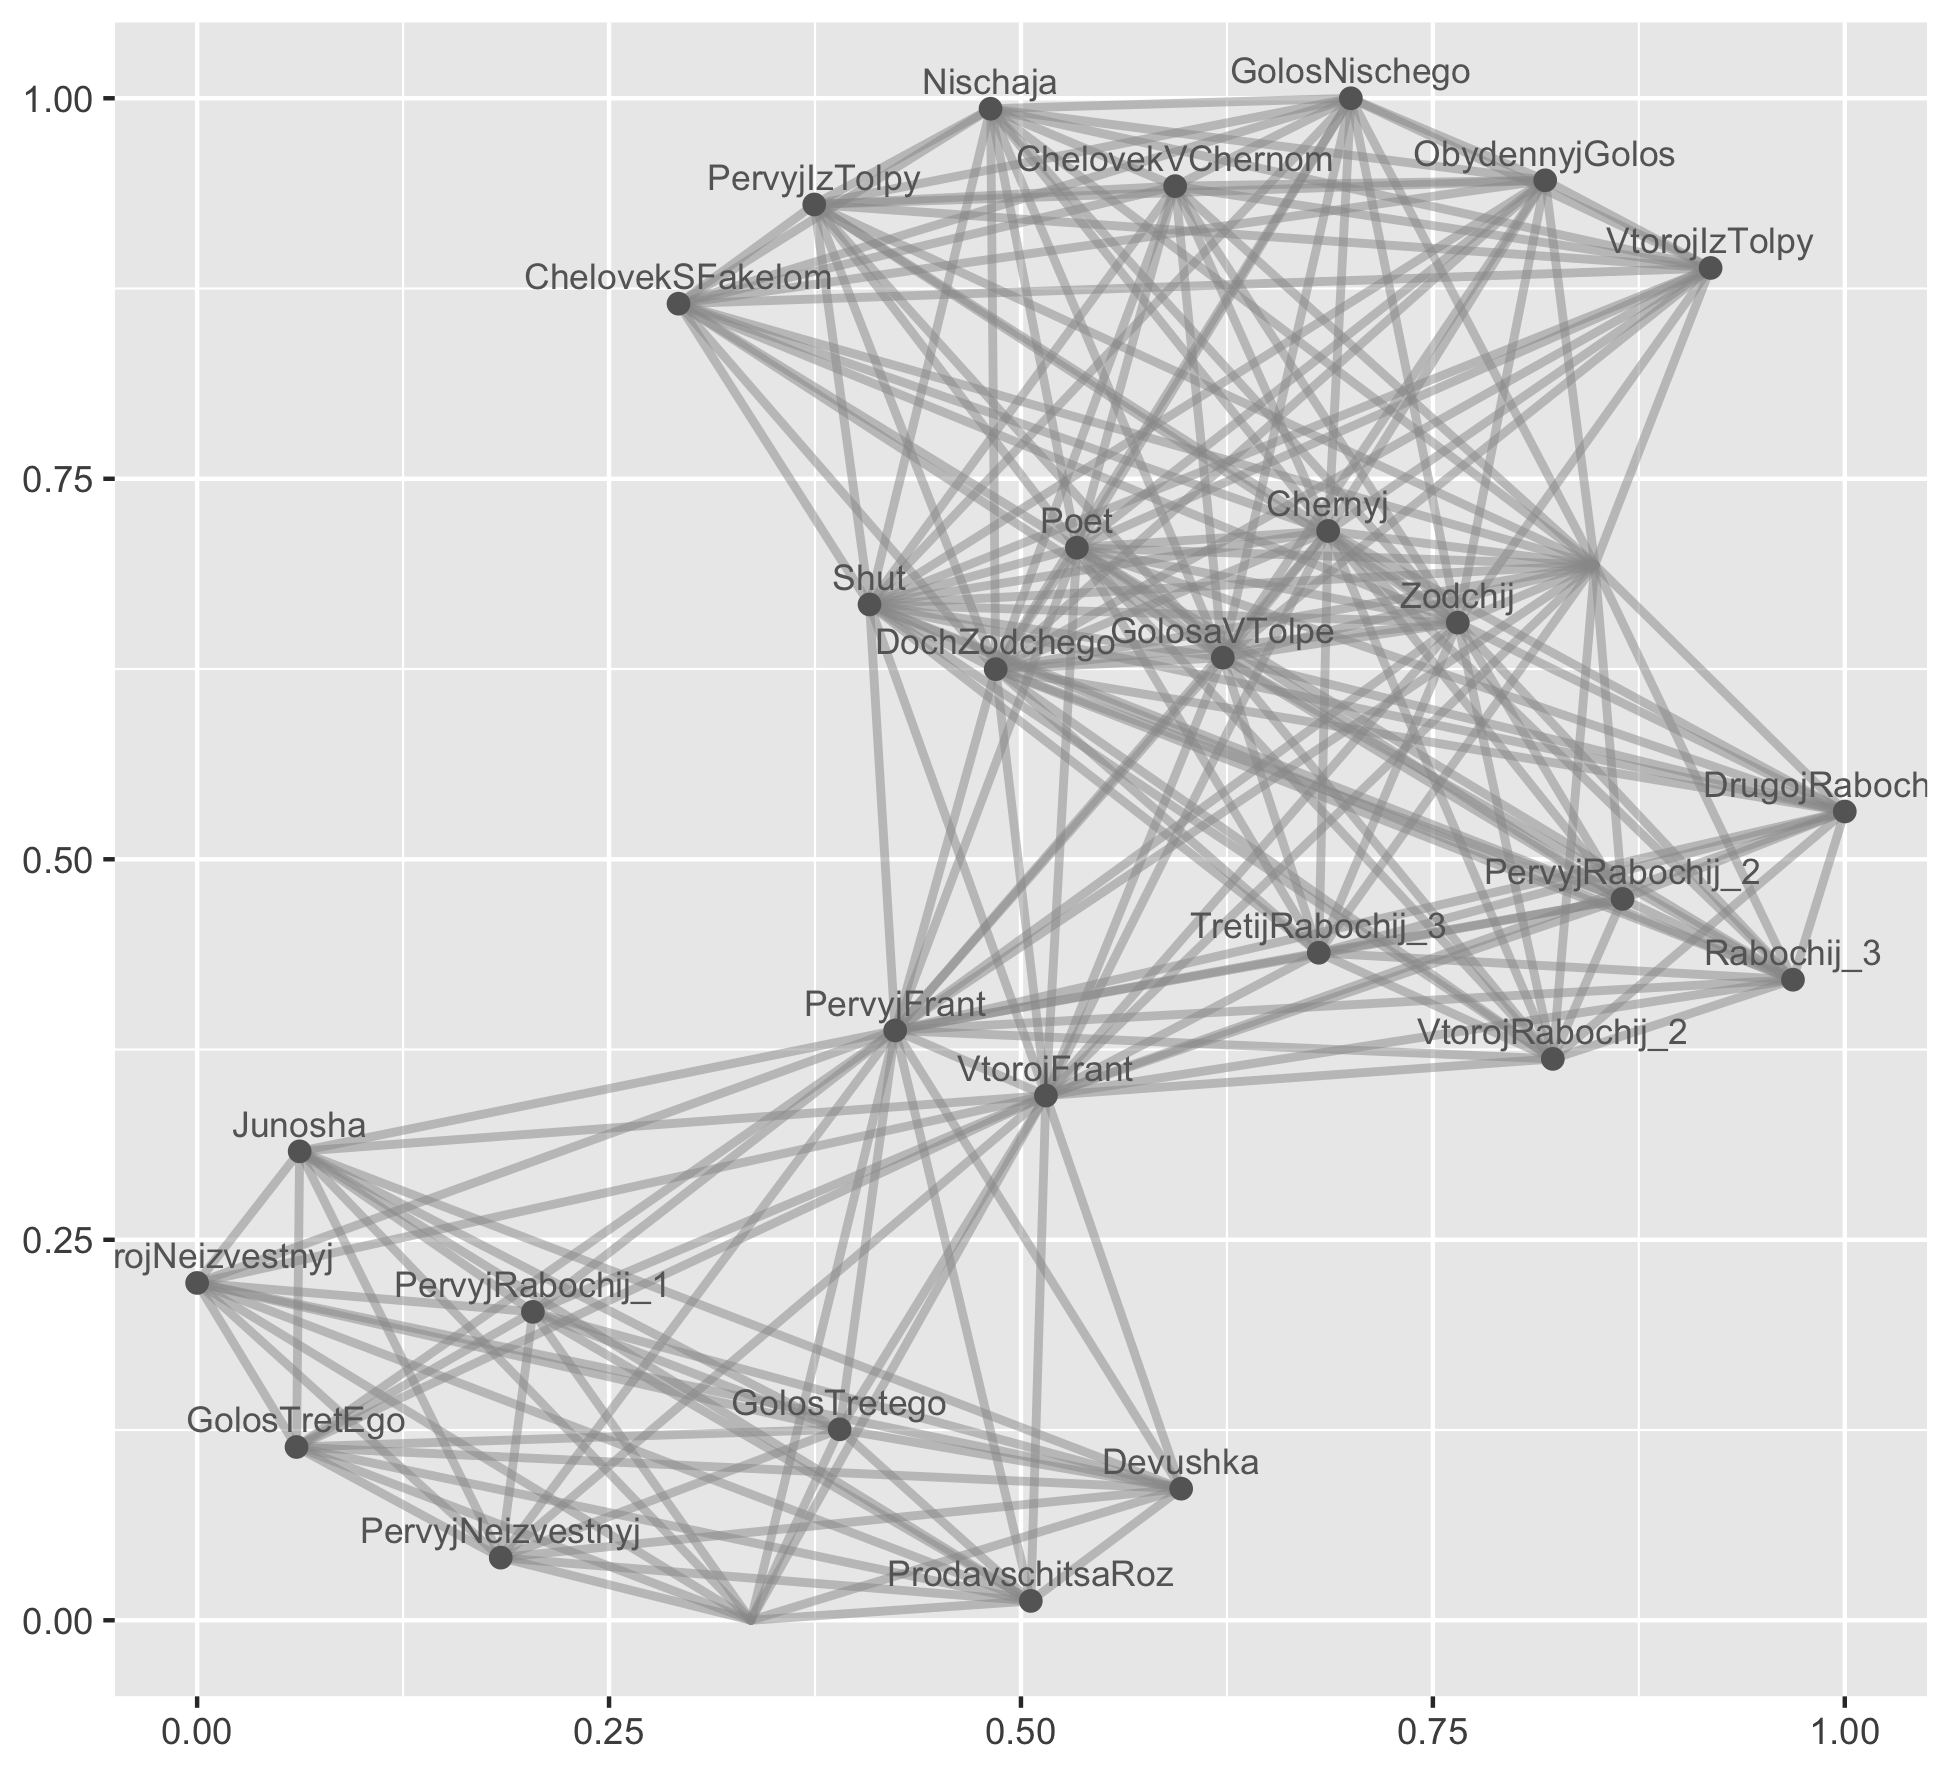 GolosNischego
Nischaja
1.00
ChelovekVChernom
ObydennyjGolos
PervyjIzTolpy
VtorojIzTolpy
ChelovekSFakelom
0.75
Chernyj
Poet
Shut
Zodchij
DochZodchego
GolosaVTolpe
DrugojRaboch
0.50
PervyjRabochij_2
TretijRabochij_3
Rabochij_3
PervyjFrant
VtorojRabochij_2
VtorojFrant
Junosha
0.25
rojNeizvestnyj
PervyjRabochij_1
GolosTretego
GolosTretEgo
Devushka
PervyjNeizvestnyj
ProdavschitsaRoz
0.00
0.00 0.25 0.50 0.75 1.00